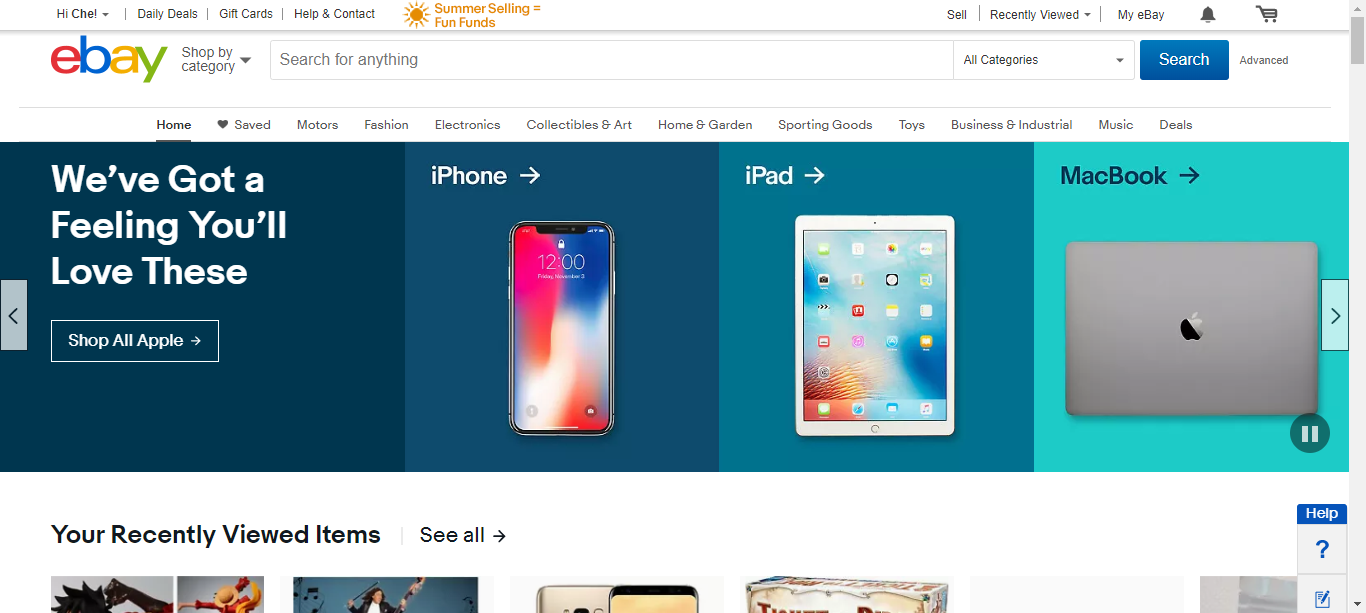 Hi Che! Daily Deals Gift Cards Help & Contact Summer Selling = Fun Funds Sell Recently Viewed My eBay
ebay Shop by category Search for anything All Categories Search Advanced
Home Saved Motors Fashion Electronics Collectibles & Art Home & Garden Sporting Goods Toys Business & Industrial Music Deals
We've Got a
Feeling You'll
Love These
Shop All Apple →
iPhone →
12:00
Friday, November 3
iPad →
MacBook →
Your Recently Viewed Items See all →
Help
?